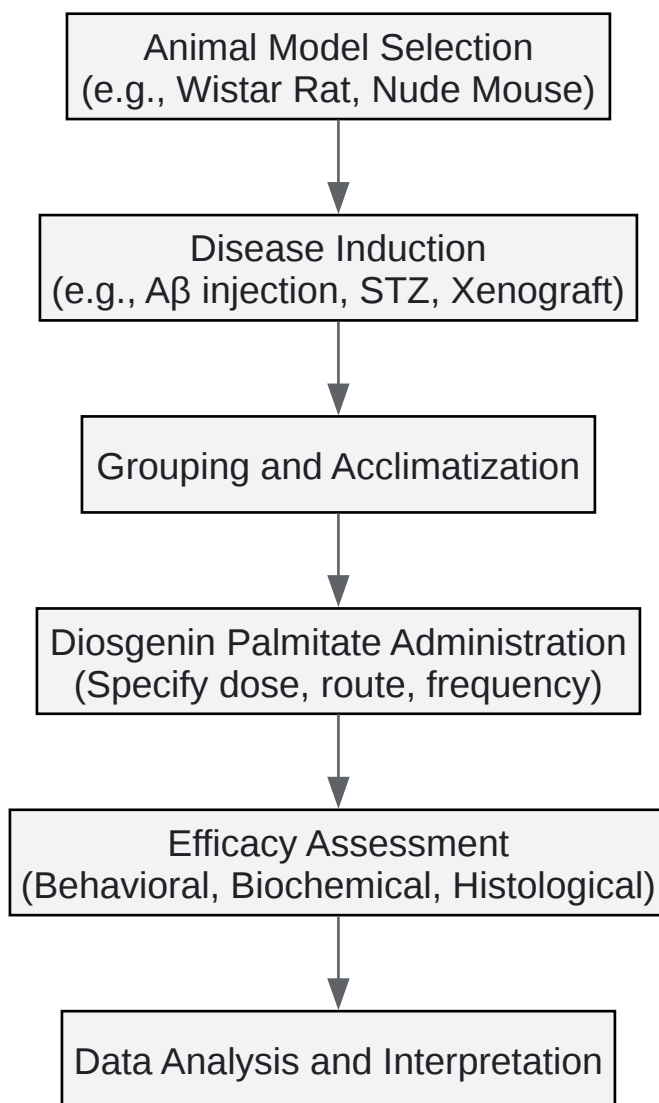 Animal Model Selection
(e.g., Wistar Rat, Nude Mouse)
Disease Induction
(e.g., Aβ injection, STZ, Xenograft)
Grouping and Acclimatization
Diosgenin Palmitate Administration
(Specify dose, route, frequency)
Efficacy Assessment
(Behavioral, Biochemical, Histological)
Data Analysis and Interpretation